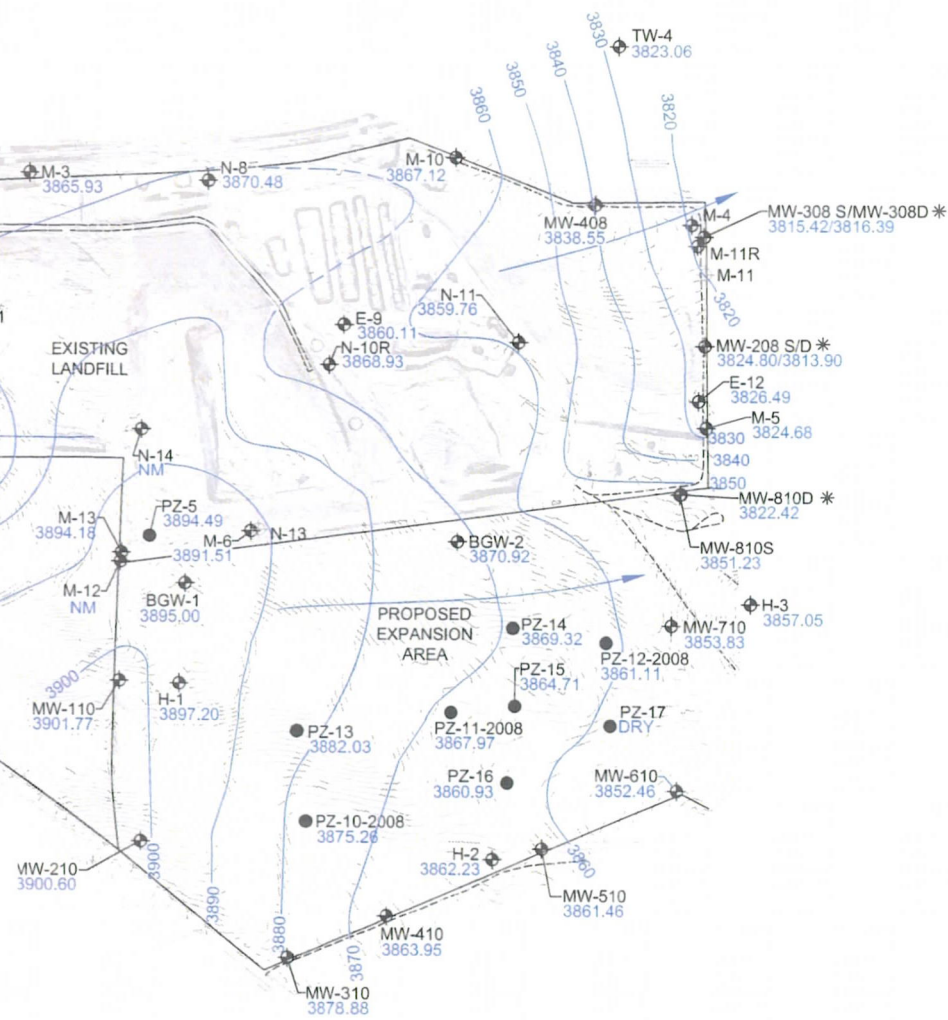 TW-4
3823.06
3830
3840
3850
3860
3820
M-3
3865.93
N-8
3870.48
M-10
3867.12
MW-408
3838.55
M-4
MW-308 S/MW-308D *
3815.42/3816.39
M-11R
M-11
3820
N-11
3859.76
E-9
3860.11
N-10R
3868.93
EXISTING
LANDFILL
MW-208 S/D *
3824.80/3813.90
E-12
3826.49
M-5
3824.68
3830
3840
3850
N-14
NM
PZ-5
3894.49
M-13
3894.18
M-6
3891.51
N-13
MW-810D *
3822.42
MW-810S
3851.23
BGW-2
3870.92
M-12
NM
BGW-1
3895.00
PROPOSED
EXPANSION
AREA
H-3
3857.05
MW-710
3853.83
PZ-14
3869.32
PZ-12-2008
3861.11
PZ-15
3864.71
3900
MW-110
3901.77
H-1
3897.20
PZ-13
3882.03
PZ-11-2008
3867.97
PZ-17
DRY
PZ-16
3860.93
MW-610
3852.46
PZ-10-2008
3875.26
MW-210
3900.60
3900
3890
3880
3870
H-2
3862.23
3860
MW-510
3861.46
MW-410
3863.95
MW-310
3878.88